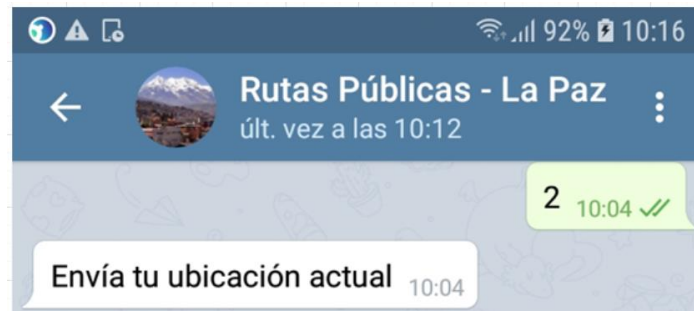 92% 10:16
Rutas Públicas - La Paz
últ. vez a las 10:12
2 10:04
Envía tu ubicación actual 10:04